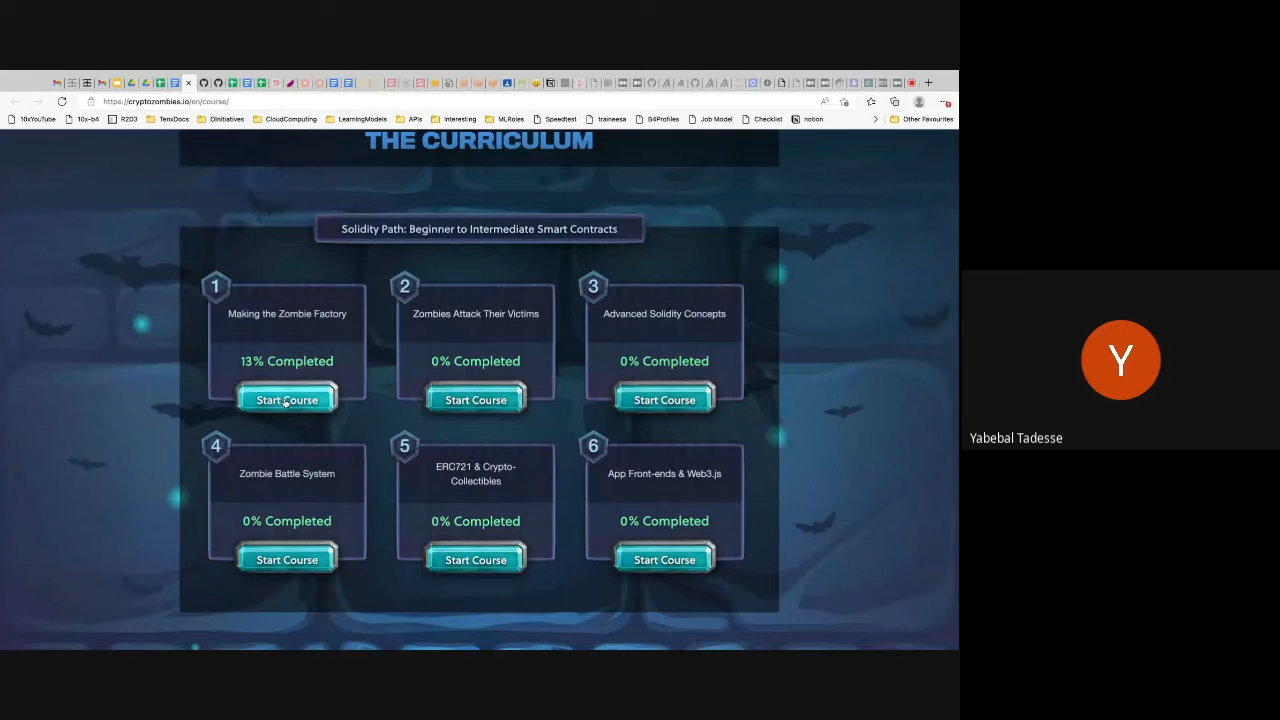 https://cryptozombies.io/en/course/
10xYouTube
10x-b4
R2D3
TenxDocs
OInitiatives
CloudComputing
LearningModels
APIs
Interesting
MLRoles
Speedtest
traineesa
B4Profiles
Job Model
Checklist
notion
Other Favourites
THE CURRICULUM
Solidity Path: Beginner to Intermediate Smart Contracts
1
Making the Zombie Factory
13% Completed
Start Course
2
Zombies Attack Their Victims
0% Completed
Start Course
3
Advanced Solidity Concepts
0% Completed
Start Course
4
Zombie Battle System
0% Completed
Start Course
5
ERC721 & Crypto-
Collectibles
0% Completed
Start Course
6
App Front-ends & Web3.js
0% Completed
Start Course
Y
Yabebal Tadesse